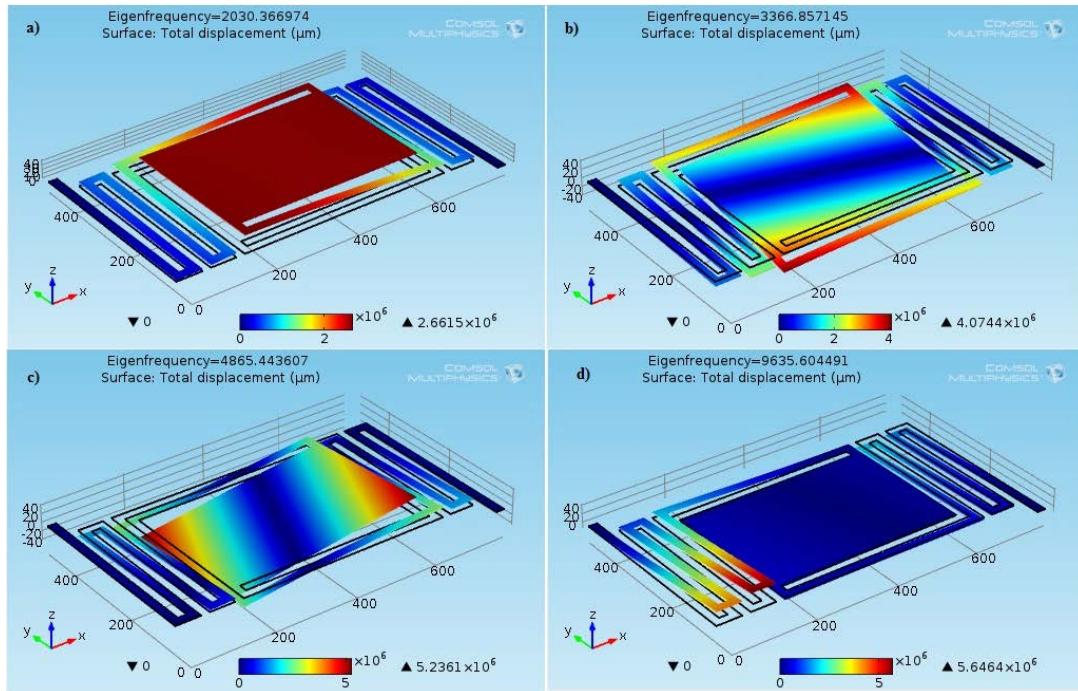 a)
Eigenfrequency=2030.366974
Surface: Total displacement (µm)
COMSOL
MULTIPHYSICS
40
0
400
200
0
0
200
400
600
z
y
x
▼ 0
0
2
×10⁶
▲ 2.6615×10⁶
b)
Eigenfrequency=3366.857145
Surface: Total displacement (µm)
COMSOL
MULTIPHYSICS
40
20
0
-20
-40
400
200
0
0
200
400
600
z
y
x
▼ 0
0
2
4
×10⁶
▲ 4.0744×10⁶
c)
Eigenfrequency=4865.443607
Surface: Total displacement (µm)
COMSOL
MULTIPHYSICS
40
20
0
-20
-40
400
200
0
0
200
400
600
z
y
x
▼ 0
0
5
×10⁶
▲ 5.2361×10⁶
d)
Eigenfrequency=9635.604491
Surface: Total displacement (µm)
COMSOL
MULTIPHYSICS
40
20
0
400
200
0
0
200
400
600
z
y
x
▼ 0
0
5
×10⁶
▲ 5.6464×10⁶